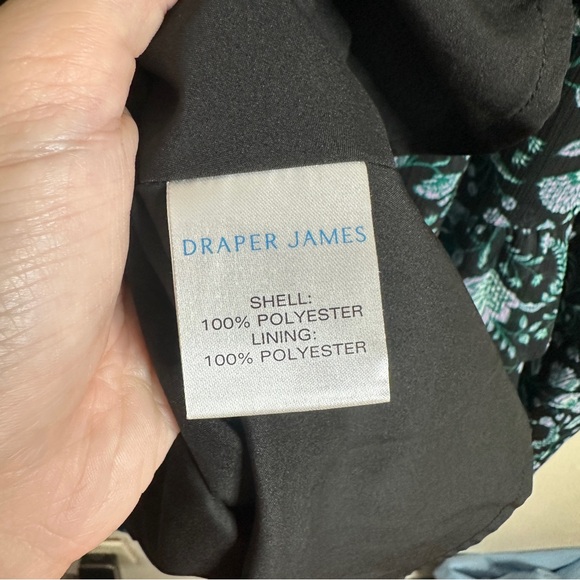 DRAPER JAMES
SHELL:
100% POLYESTER
LINING:
100% POLYESTER